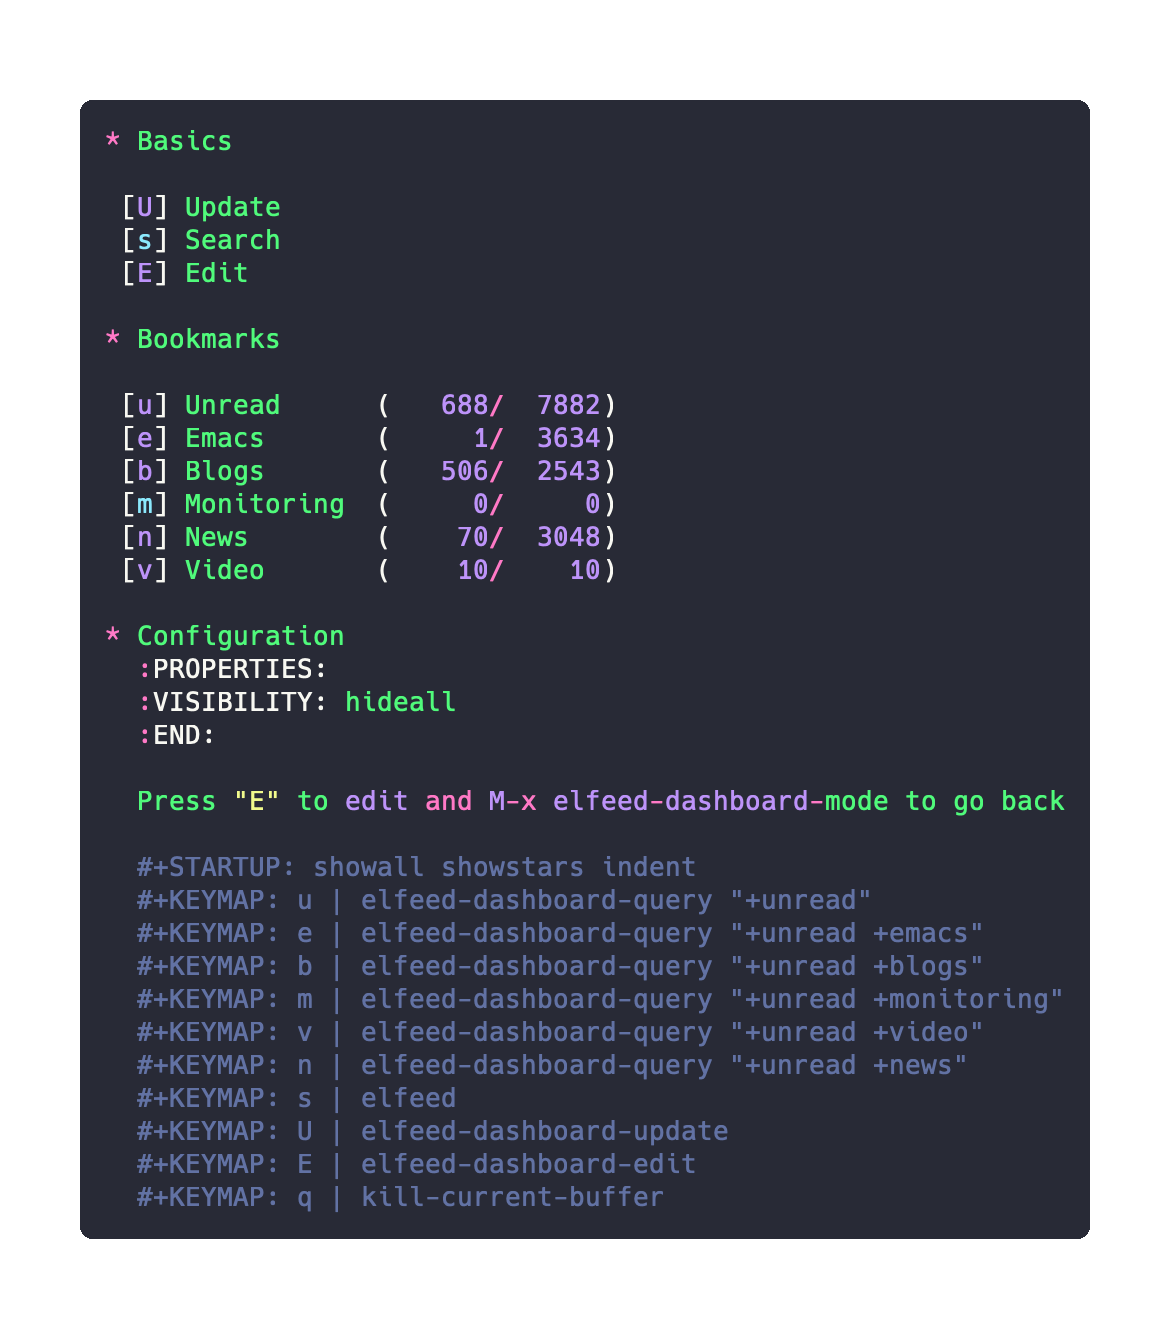 * Basics
[U] Update
[s] Search
[E] Edit
* Bookmarks
[u] Unread      (   688/  7882)
[e] Emacs       (     1/  3634)
[b] Blogs       (   506/  2543)
[m] Monitoring  (     0/     0)
[n] News        (    70/  3048)
[v] Video       (    10/    10)
* Configuration
:PROPERTIES:
:VISIBILITY: hideall
:END:
Press "E" to edit and M-x elfeed-dashboard-mode to go back
#+STARTUP: showall showstars indent
#+KEYMAP: u | elfeed-dashboard-query "+unread"
#+KEYMAP: e | elfeed-dashboard-query "+unread +emacs"
#+KEYMAP: b | elfeed-dashboard-query "+unread +blogs"
#+KEYMAP: m | elfeed-dashboard-query "+unread +monitoring"
#+KEYMAP: v | elfeed-dashboard-query "+unread +video"
#+KEYMAP: n | elfeed-dashboard-query "+unread +news"
#+KEYMAP: s | elfeed
#+KEYMAP: U | elfeed-dashboard-update
#+KEYMAP: E | elfeed-dashboard-edit
#+KEYMAP: q | kill-current-buffer